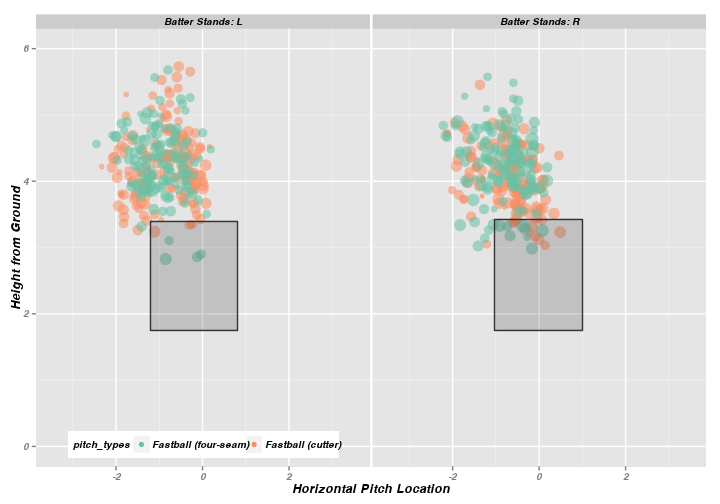 Batter Stands: L
Batter Stands: R
6
4
2
0
Height from Ground
pitch_types Fastball (four-seam) Fastball (cutter)
-2 0 2 -2 0 2
Horizontal Pitch Location